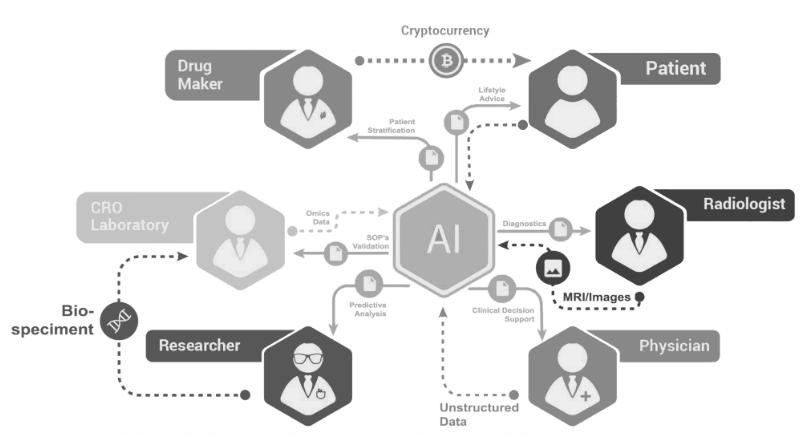 Cryptocurrency
Drug
Maker
Patient
Lifstyle
Advice
Patient
Stratification
CRO
Laboratory
Omics
Data
AI
Diagnostics
Radiologist
SOP's
Validation
MRI/Images
Predictive
Analysis
Clinical Decision
Support
Bio-
speciment
Researcher
Physician
Unstructured
Data